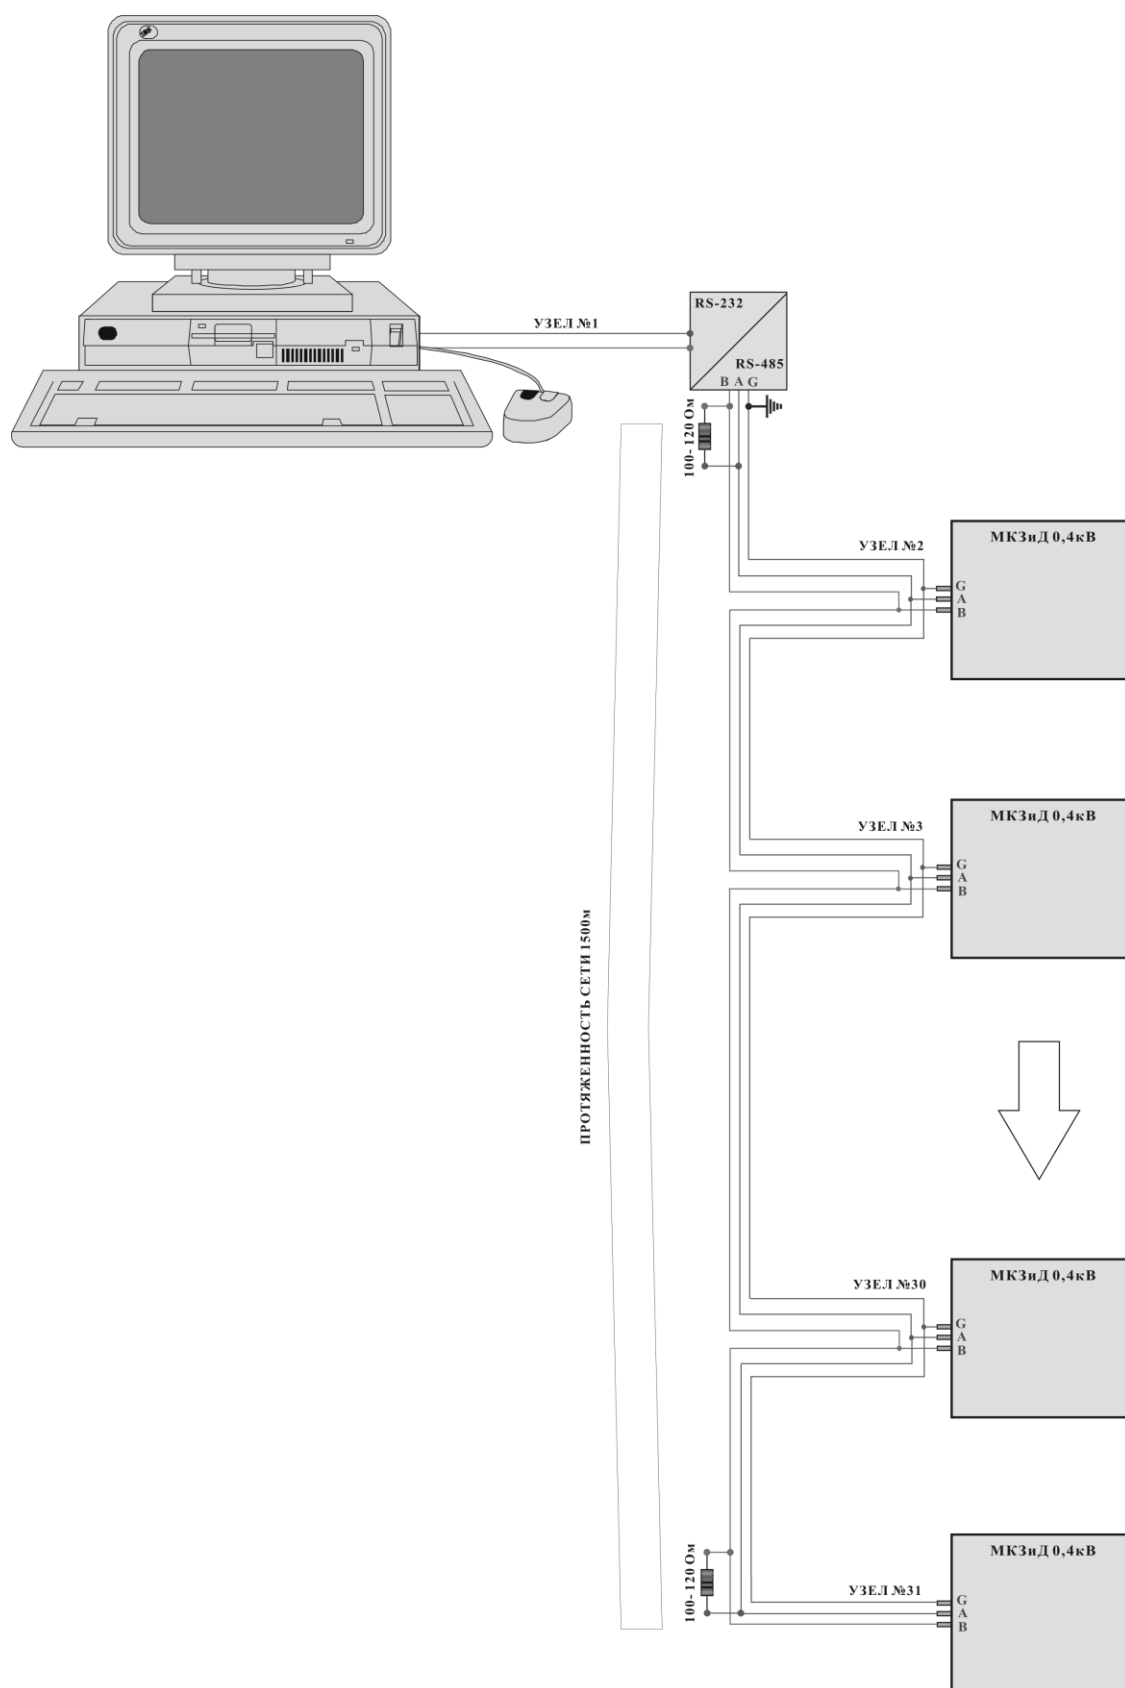 RS-232
УЗЕЛ №1
RS-485
B A G
100-120 Ом
МКЗиД 0,4кВ
УЗЕЛ №2
G
A
B
МКЗиД 0,4кВ
УЗЕЛ №3
G
A
B
ПРОТЯЖЕННОСТЬ СЕТИ 1500м
МКЗиД 0,4кВ
УЗЕЛ №30
G
A
B
МКЗиД 0,4кВ
100-120 Ом
УЗЕЛ №31
G
A
B